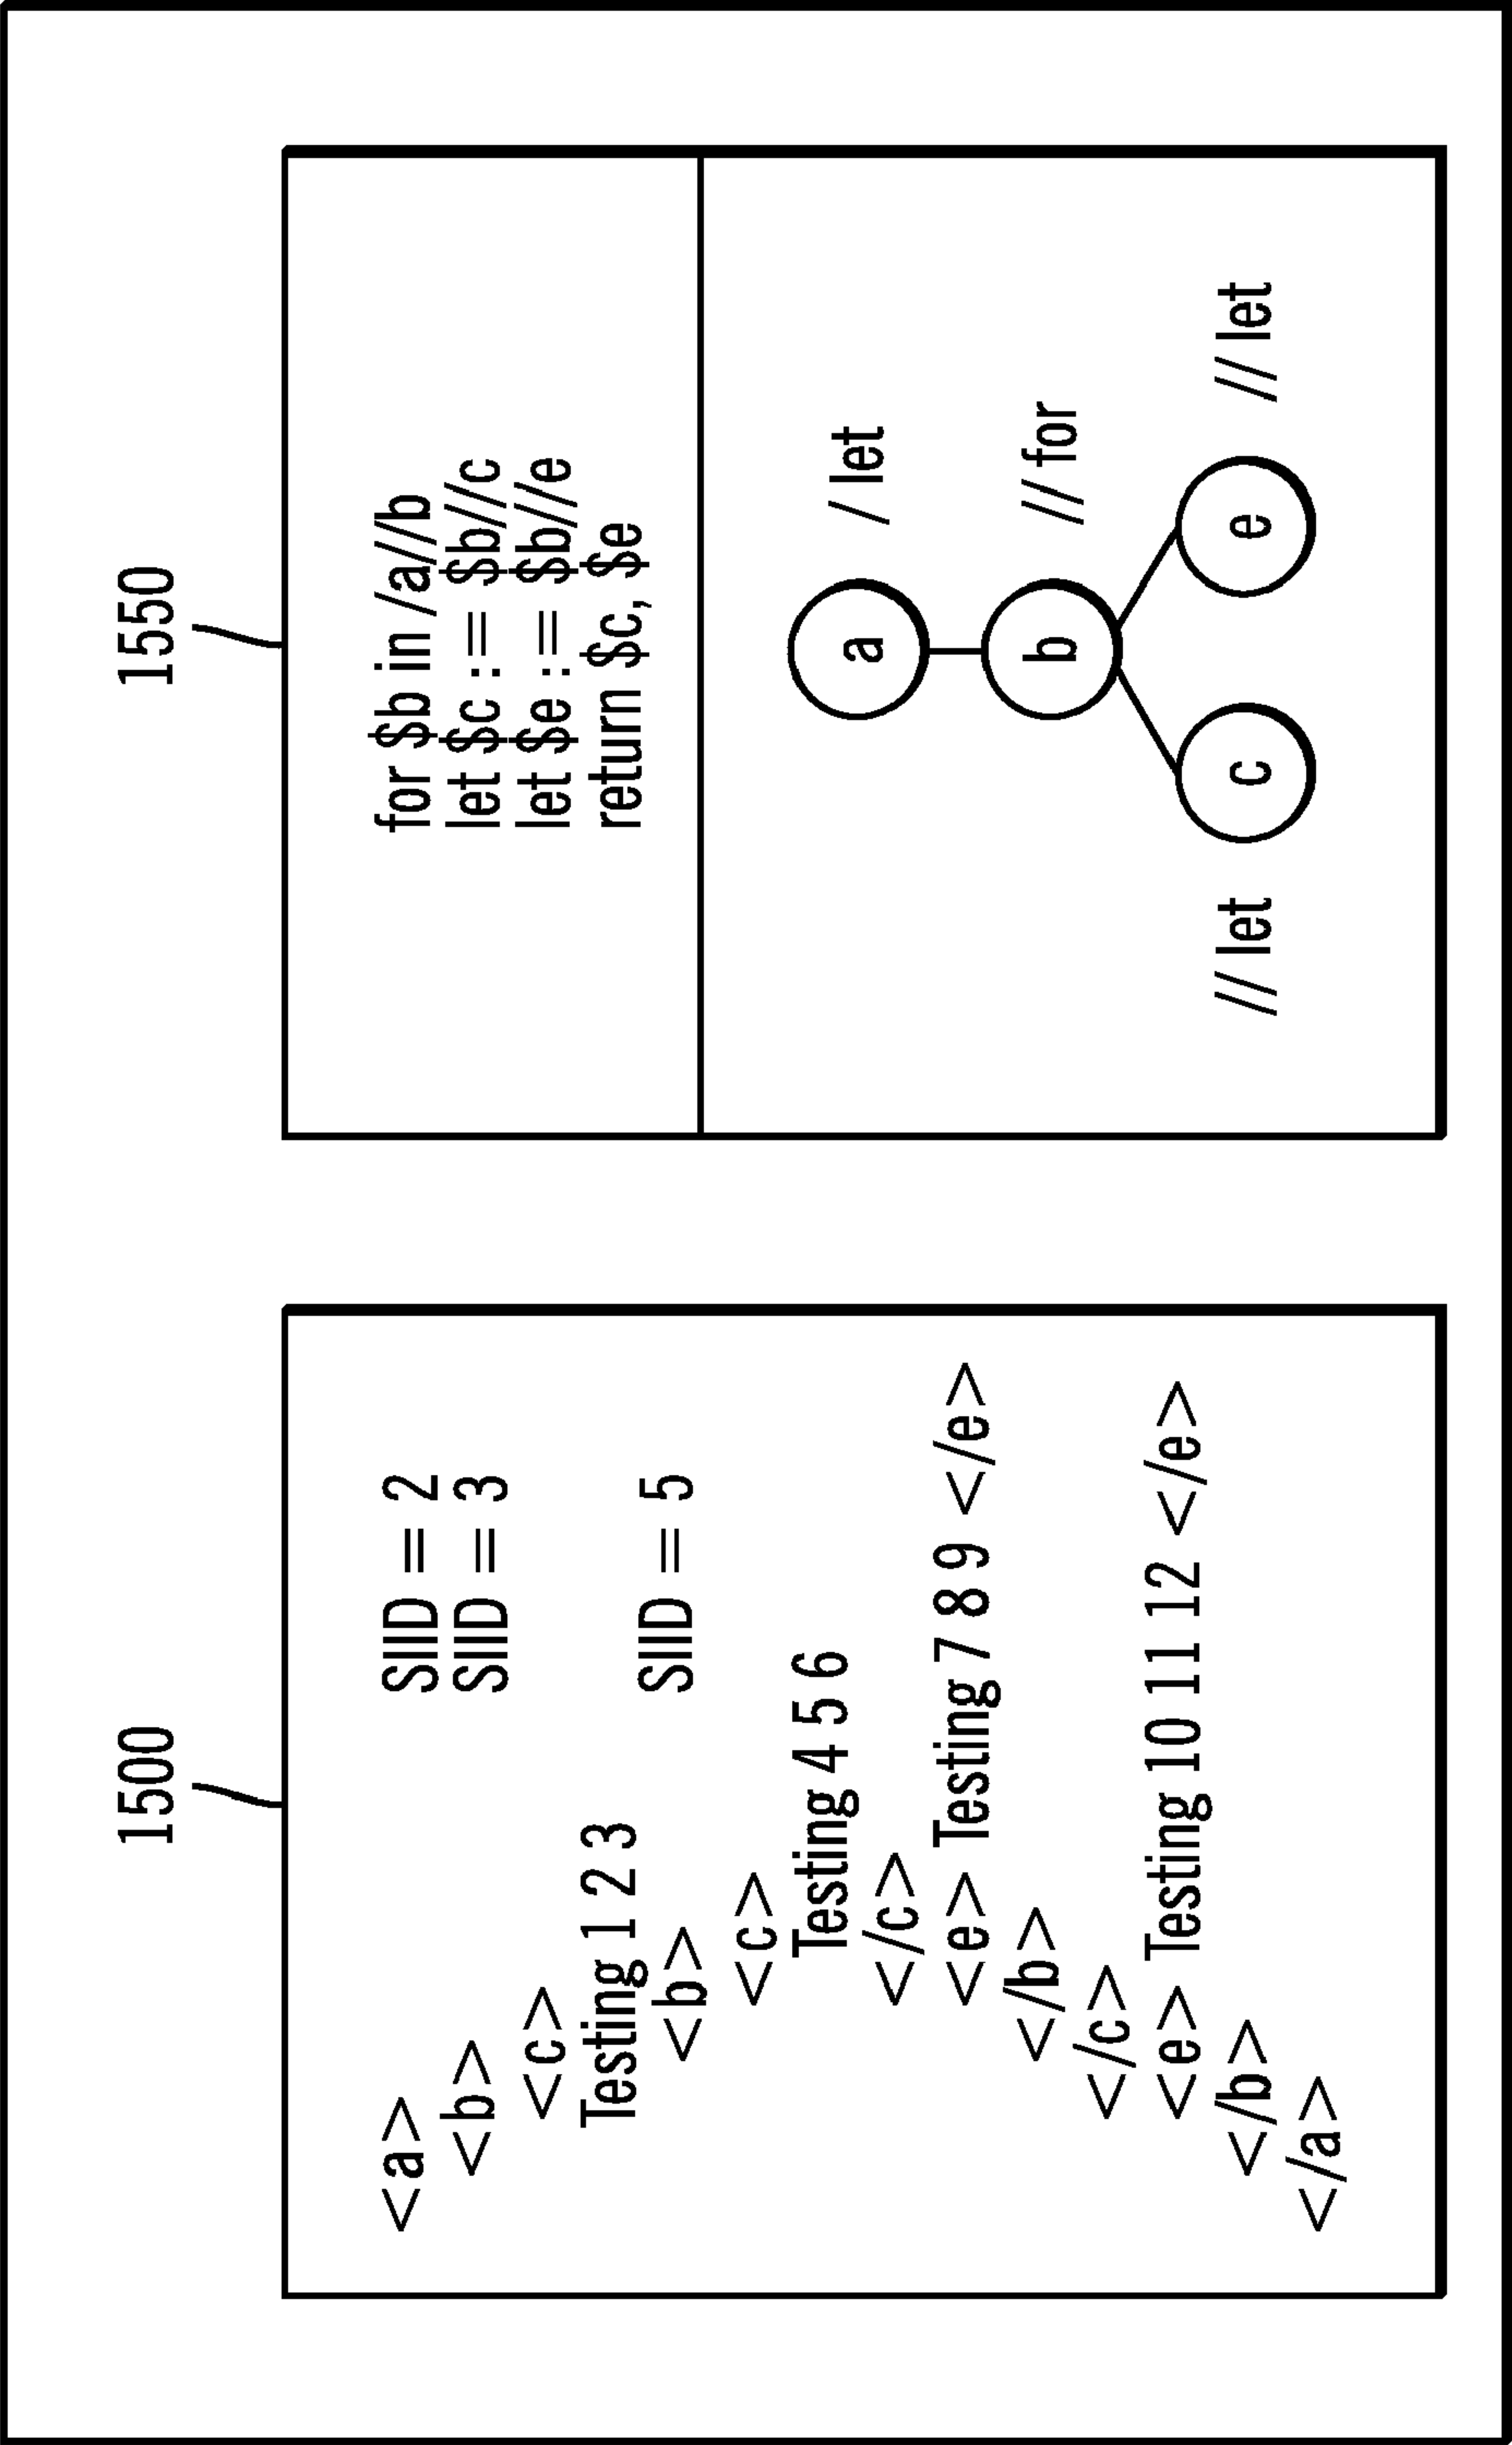 1500
<a> SIID = 2
<b> SIID = 3
<c>
Testing 1 2 3
<b> SIID = 5
<c>
Testing 4 5 6
</c>
<e> Testing 7 8 9 </e>
</b>
</c>
<e> Testing 10 11 12 </e>
</b>
</a>
1550
for $b in /a//b
let $c := $b//c
let $e := $b//e
return $c, $e
a / let
b // for
// let c e // let